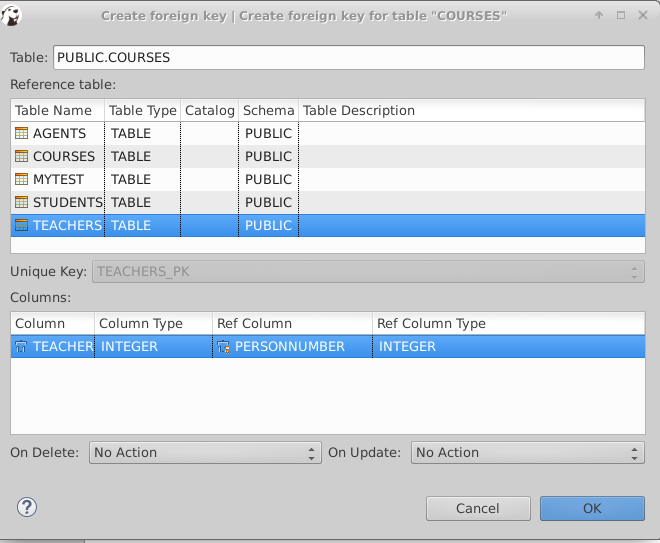 Create foreign key | Create foreign key for table "COURSES"
Table: PUBLIC.COURSES
Reference table:
Table Name Table Type Catalog Schema Table Description
AGENTS TABLE PUBLIC
COURSES TABLE PUBLIC
MYTEST TABLE PUBLIC
STUDENTS TABLE PUBLIC
TEACHERS TABLE PUBLIC
Unique Key: TEACHERS_PK
Columns:
Column Column Type Ref Column Ref Column Type
TEACHER INTEGER PERSONNUMBER INTEGER
On Delete: No Action On Update: No Action
? Cancel OK